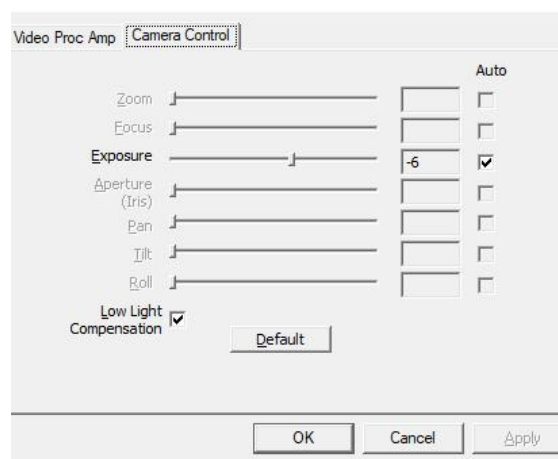 Video Proc Amp Camera Control
Auto
Zoom
Focus
Exposure -6
Aperture
(Iris)
Pan
Tilt
Roll
Low Light
Compensation
Default
OK Cancel Apply